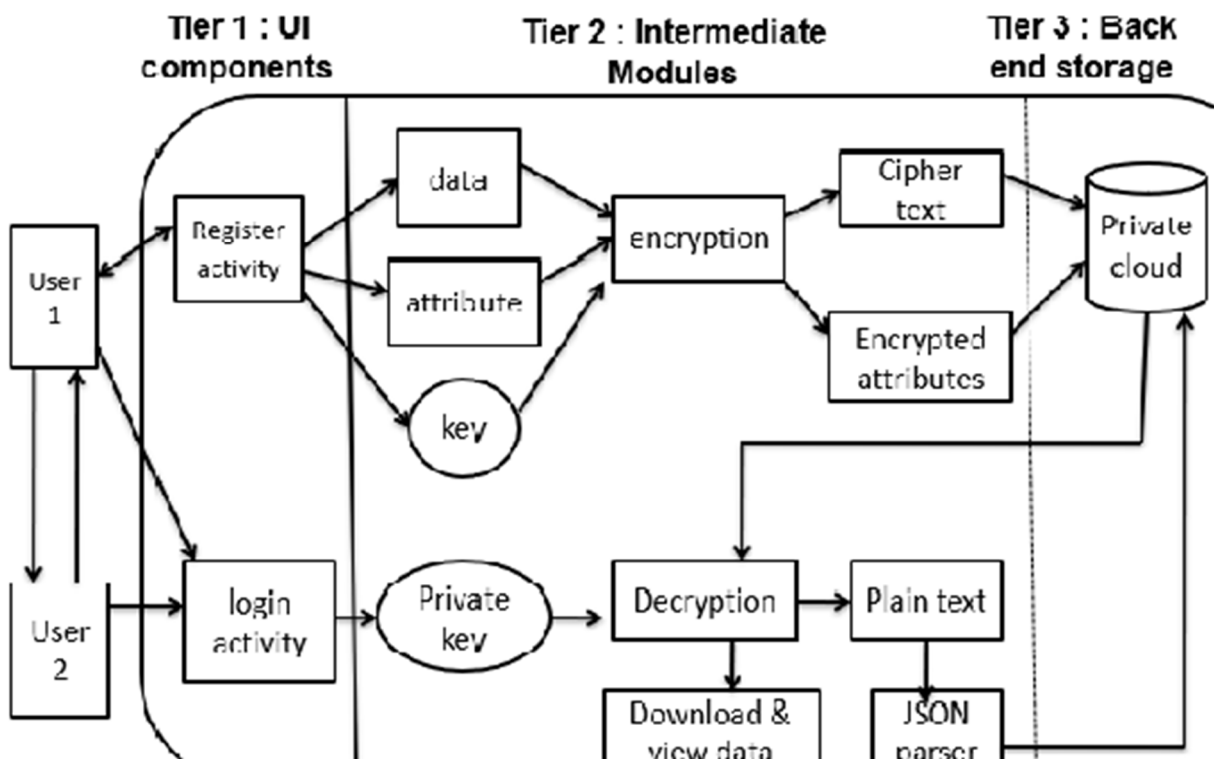 Tier 1 : UI
components
Tier 2 : Intermediate
Modules
Tier 3 : Back
end storage
data
Cipher
text
Register
activity
encryption
Private
cloud
User
1
attribute
Encrypted
attributes
key
login
activity
Private
key
Decryption
Plain text
User
2
Download &
view data
JSON
parser